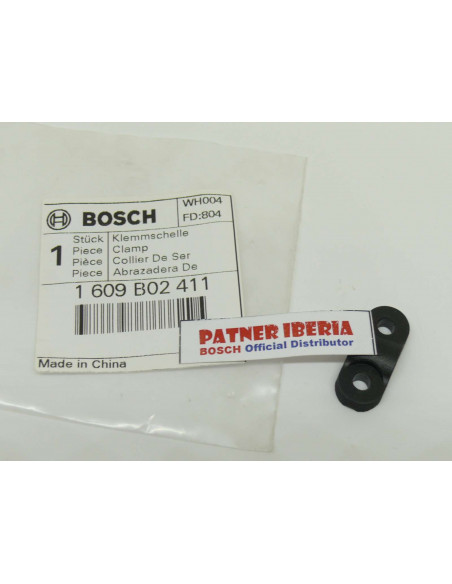 BOSCH
WH004
FD:804
1
Stück Klemmschelle
Piece Clamp
Pièce Collier De Ser
Piece Abrazadera De
1 609 B02 411
Made in China
PATNER IBERIA
BOSCH Official Distributor